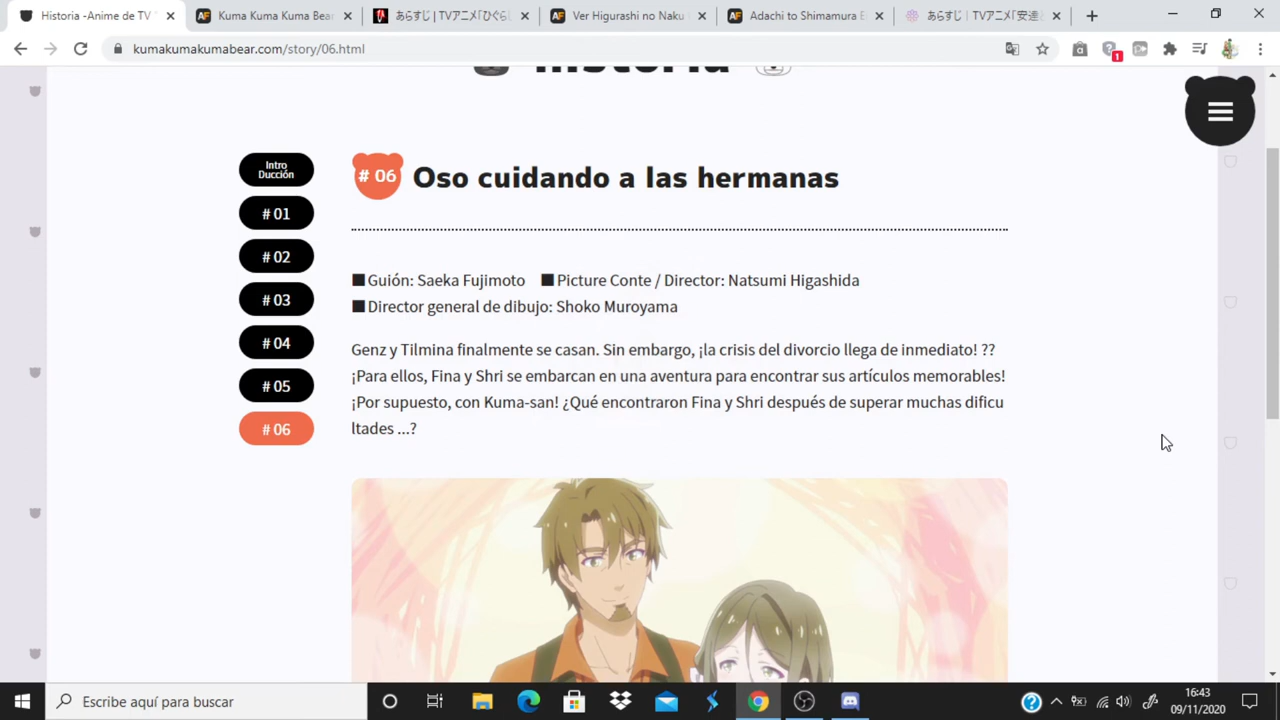 Historia -Anime de TV "
Kuma Kuma Kuma Bear
あらすじ | TVアニメ「ひぐらし
Ver Higurashi no Naku
Adachi to Shimamura E
あらすじ | TVアニメ「安達と
kumakumakumabear.com/story/06.html
1
Historia
Intro
Ducción
# 01
# 02
# 03
# 04
# 05
# 06
# 06 Oso cuidando a las hermanas
■Guión: Saeka Fujimoto ■Picture Conte / Director: Natsumi Higashida
■Director general de dibujo: Shoko Muroyama
Genz y Tilmina finalmente se casan. Sin embargo, ¡la crisis del divorcio llega de inmediato! ??
¡Para ellos, Fina y Shri se embarcan en una aventura para encontrar sus artículos memorables!
¡Por supuesto, con Kuma-san! ¿Qué encontraron Fina y Shri después de superar muchas dificu
ltades ...?
Escribe aquí para buscar
16:43
09/11/2020